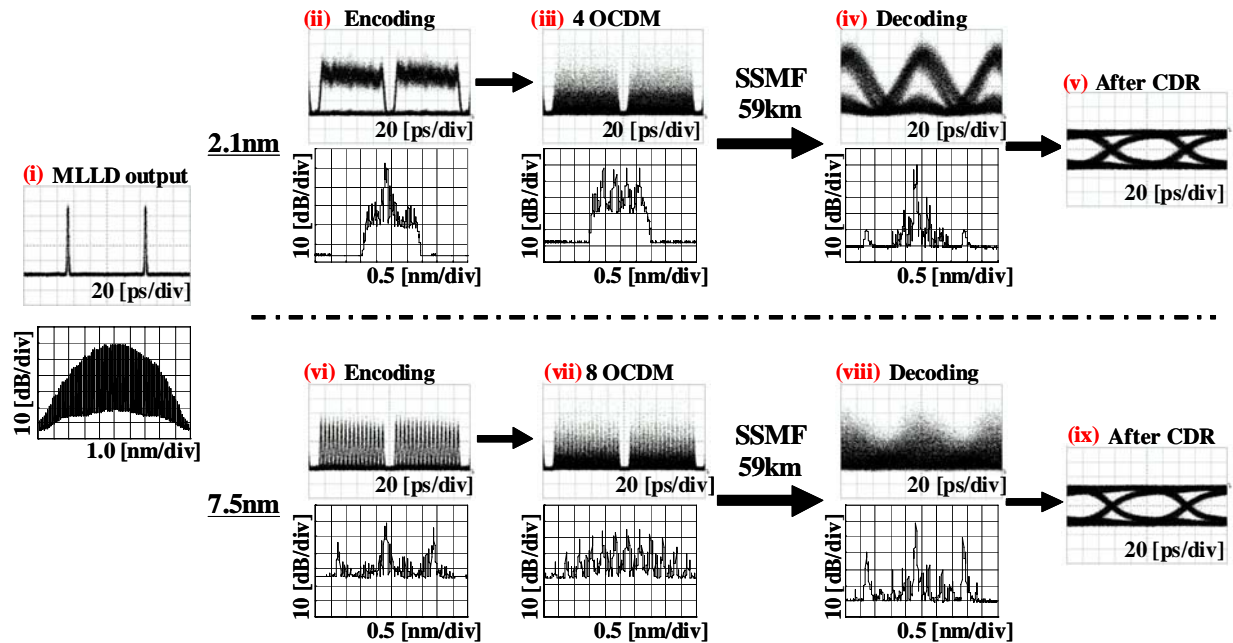 (i) MLLD output
20 [ps/div]
10 [dB/div]
1.0 [nm/div]
2.1nm
(ii) Encoding
20 [ps/div]
10 [dB/div]
0.5 [nm/div]
(iii) 4 OCDM
20 [ps/div]
10 [dB/div]
0.5 [nm/div]
SSMF
59km
(iv) Decoding
20 [ps/div]
10 [dB/div]
0.5 [nm/div]
(v) After CDR
20 [ps/div]
7.5nm
(vi) Encoding
20 [ps/div]
10 [dB/div]
0.5 [nm/div]
(vii) 8 OCDM
20 [ps/div]
10 [dB/div]
0.5 [nm/div]
SSMF
59km
(viii) Decoding
20 [ps/div]
10 [dB/div]
0.5 [nm/div]
(ix) After CDR
20 [ps/div]